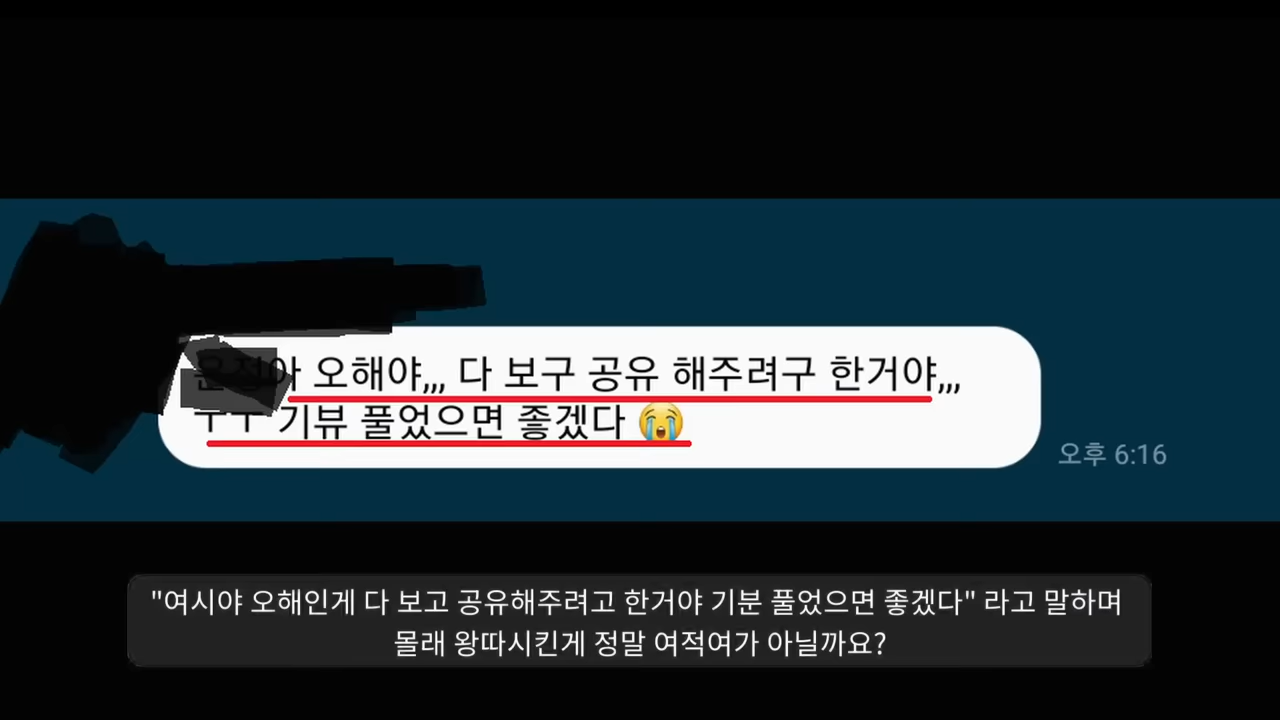 오해야,,, 다 보구 공유 해주려구 한거야,,,
ㅜㅜ 기뷰 풀었으면 좋겠다 😭
오후 6:16
"여시야 오해인게 다 보고 공유해주려고 한거야 기분 풀었으면 좋겠다" 라고 말하며
몰래 왕따시킨게 정말 여적여가 아닐까요?